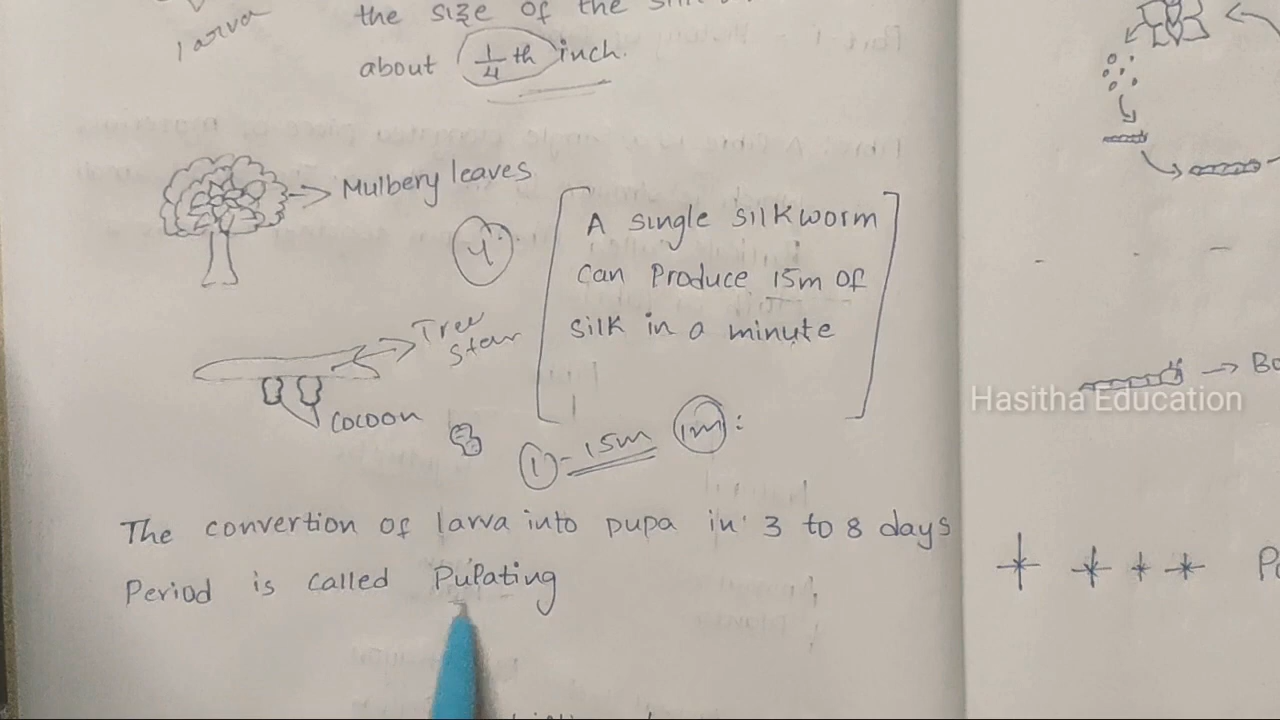 larva
the size of the
about 1/4 th inch.
Mulbery leaves
4
A single silkworm
can Produce 15m of
silk in a minute
Tree
Cocoon
1 - 15m 1m :
The convertion of larva into pupa in 3 to 8 days
Period is called Pupating
Hasitha Education